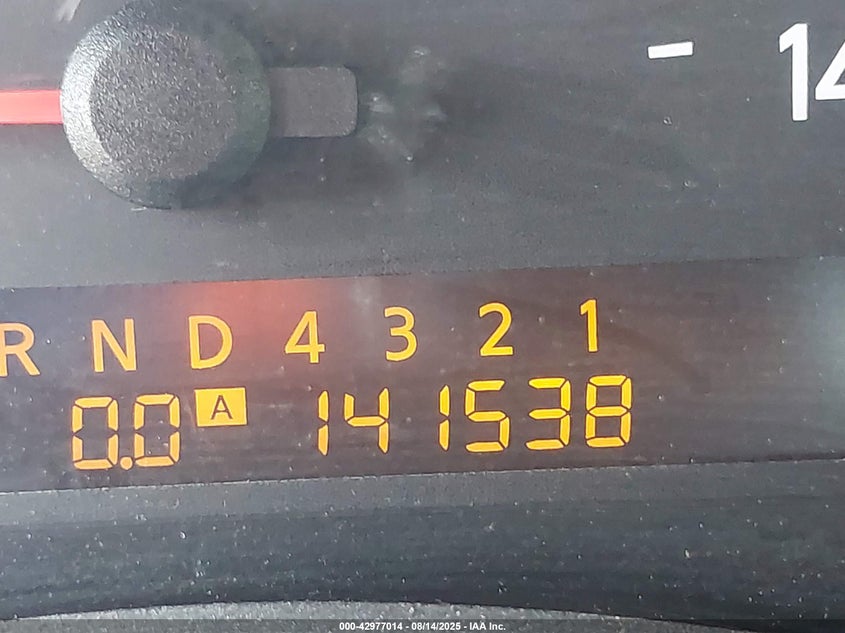 - 14
R N D 4 3 2 1
0.0 A 141538
000-42977014 - 08/14/2025 - IAA Inc.